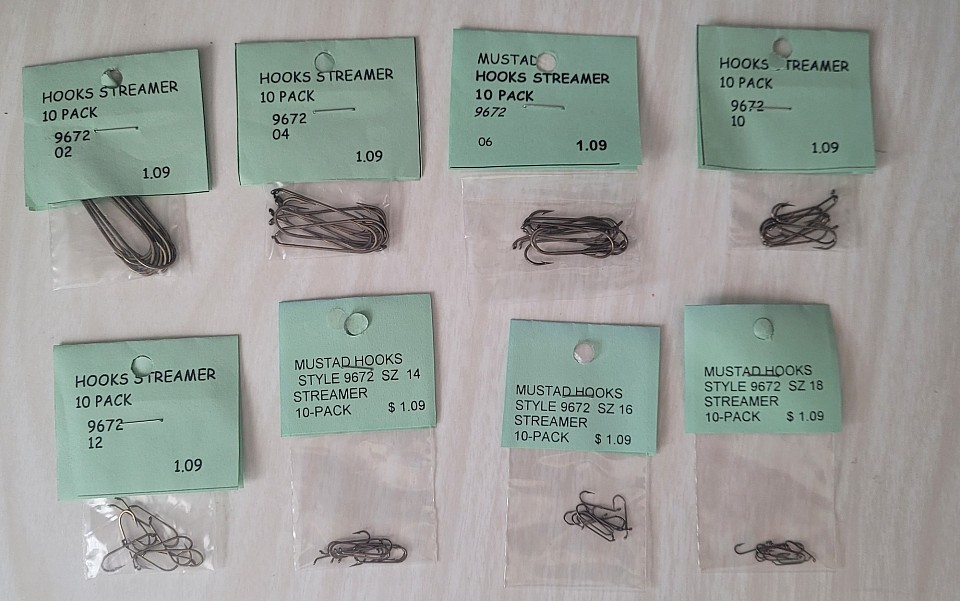 HOOKS STREAMER
10 PACK
9672
02
1.09
HOOKS STREAMER
10 PACK
9672
04
1.09
MUSTAD
HOOKS STREAMER
10 PACK
9672
06 1.09
HOOKS STREAMER
10 PACK
9672
10
1.09
HOOKS STREAMER
10 PACK
9672
12
1.09
MUSTAD HOOKS
STYLE 9672 SZ 14
STREAMER
10-PACK $ 1.09
MUSTAD HOOKS
STYLE 9672 SZ 16
STREAMER
10-PACK $ 1.09
MUSTAD HOOKS
STYLE 9672 SZ 18
STREAMER
10-PACK $ 1.09